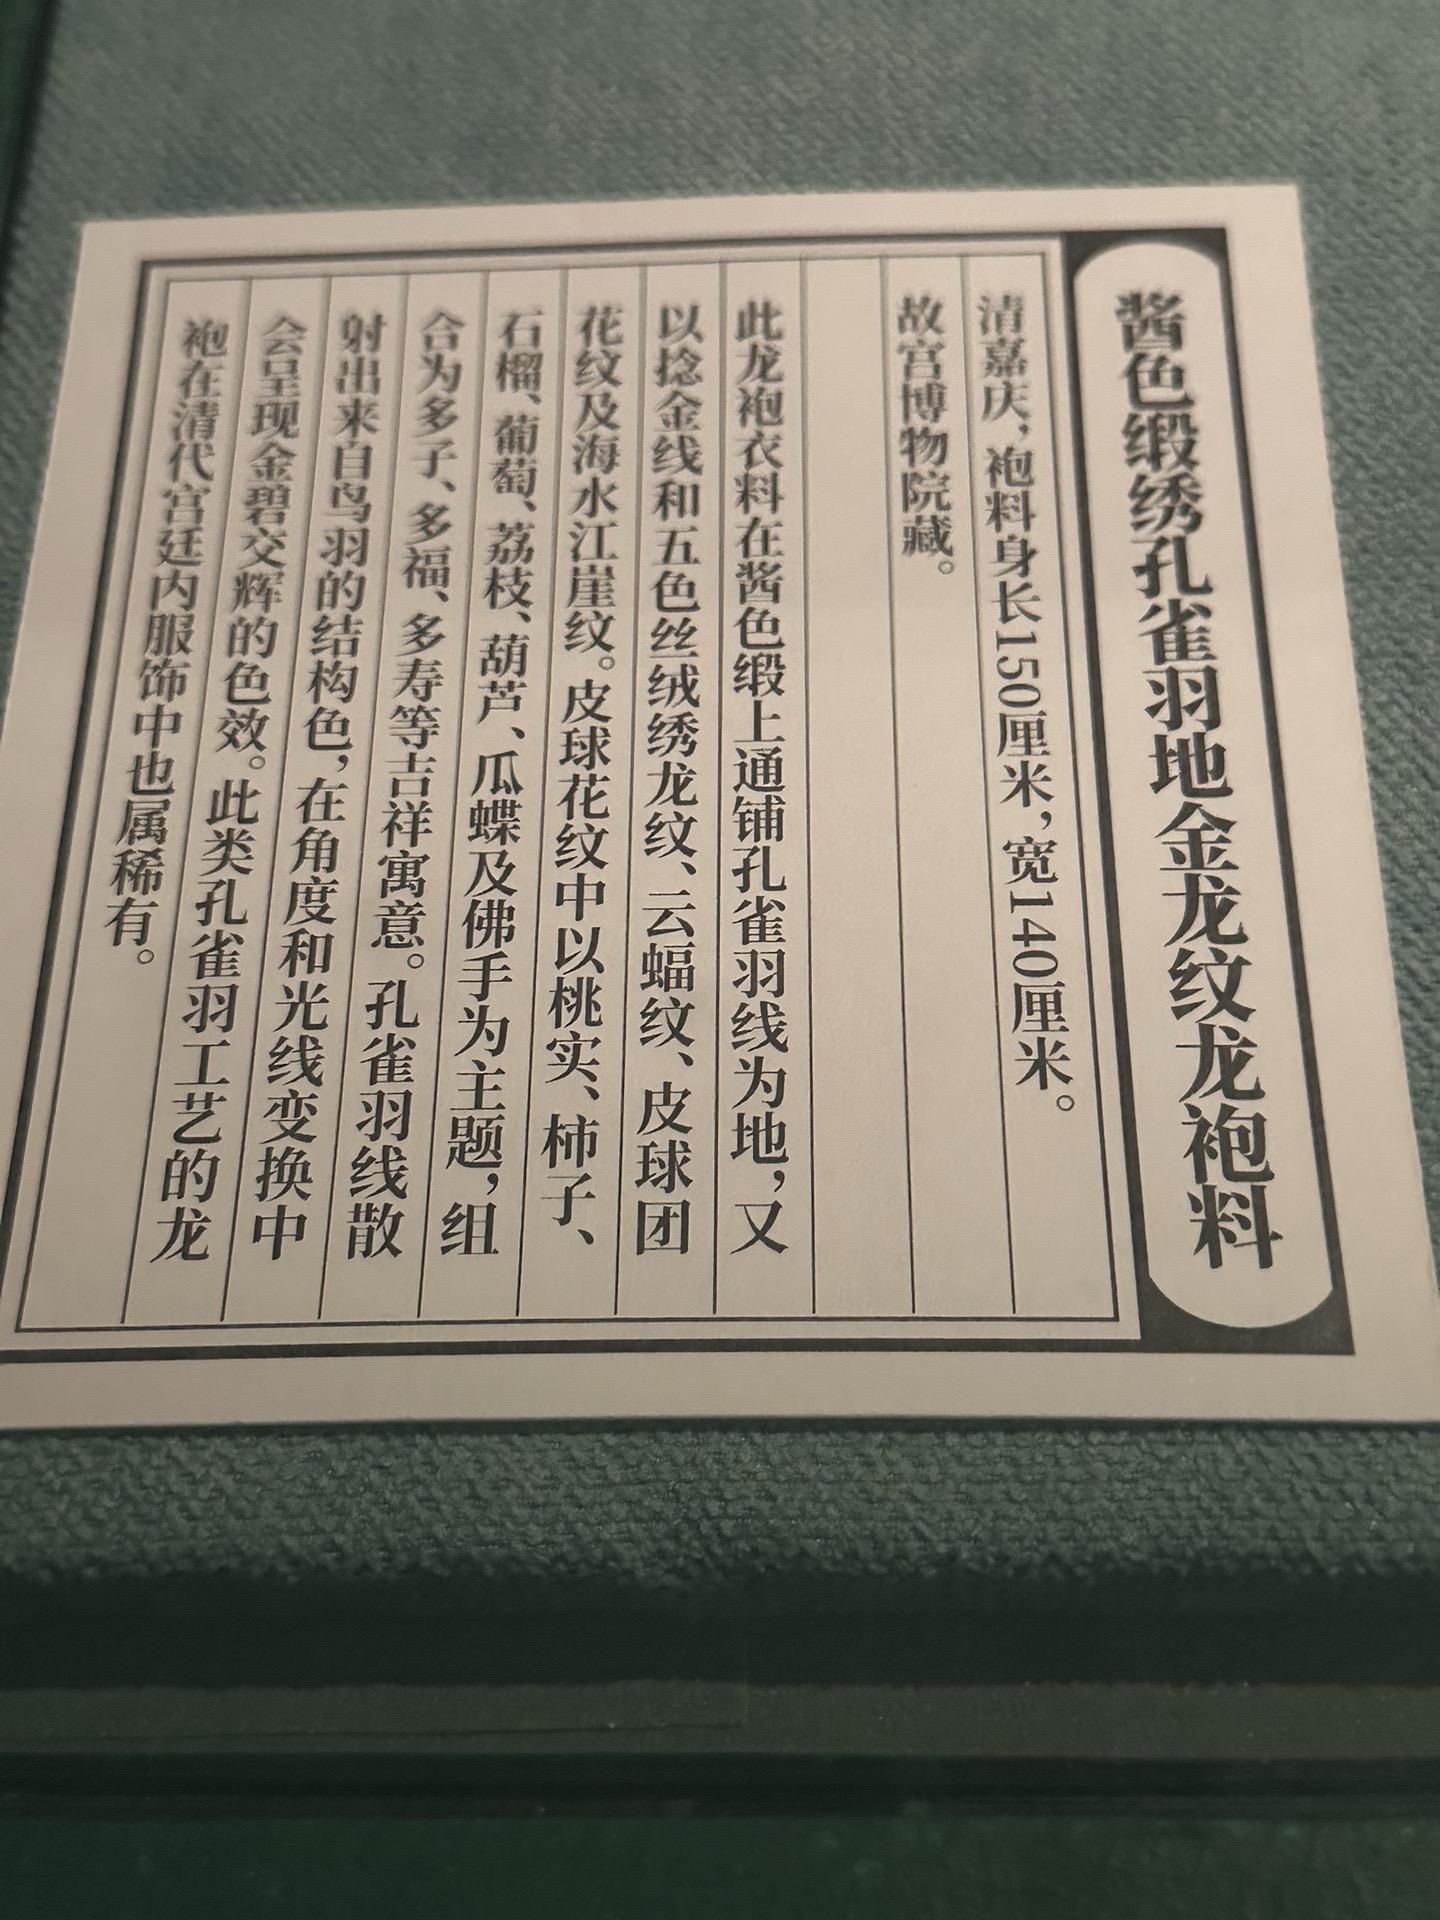 酱色缎绣孔雀羽地金龙纹龙袍料
清嘉庆，袍料身长150厘米，宽140厘米。
故宫博物院藏。
此龙袍衣料在酱色缎上通铺孔雀羽线为地，又
以捻金线和五色丝绒绣龙纹、云蝠纹、皮球团
花纹及海水江崖纹。皮球花纹中以桃实、柿子、
石榴、葡萄、荔枝、葫芦、瓜蝶及佛手为主题，组
合为多子、多福、多寿等吉祥寓意。孔雀羽线散
射出来自鸟羽的结构色，在角度和光线变换中
会呈现金碧交辉的色效。此类孔雀羽工艺的龙
袍在清代宫廷内服饰中也属稀有。